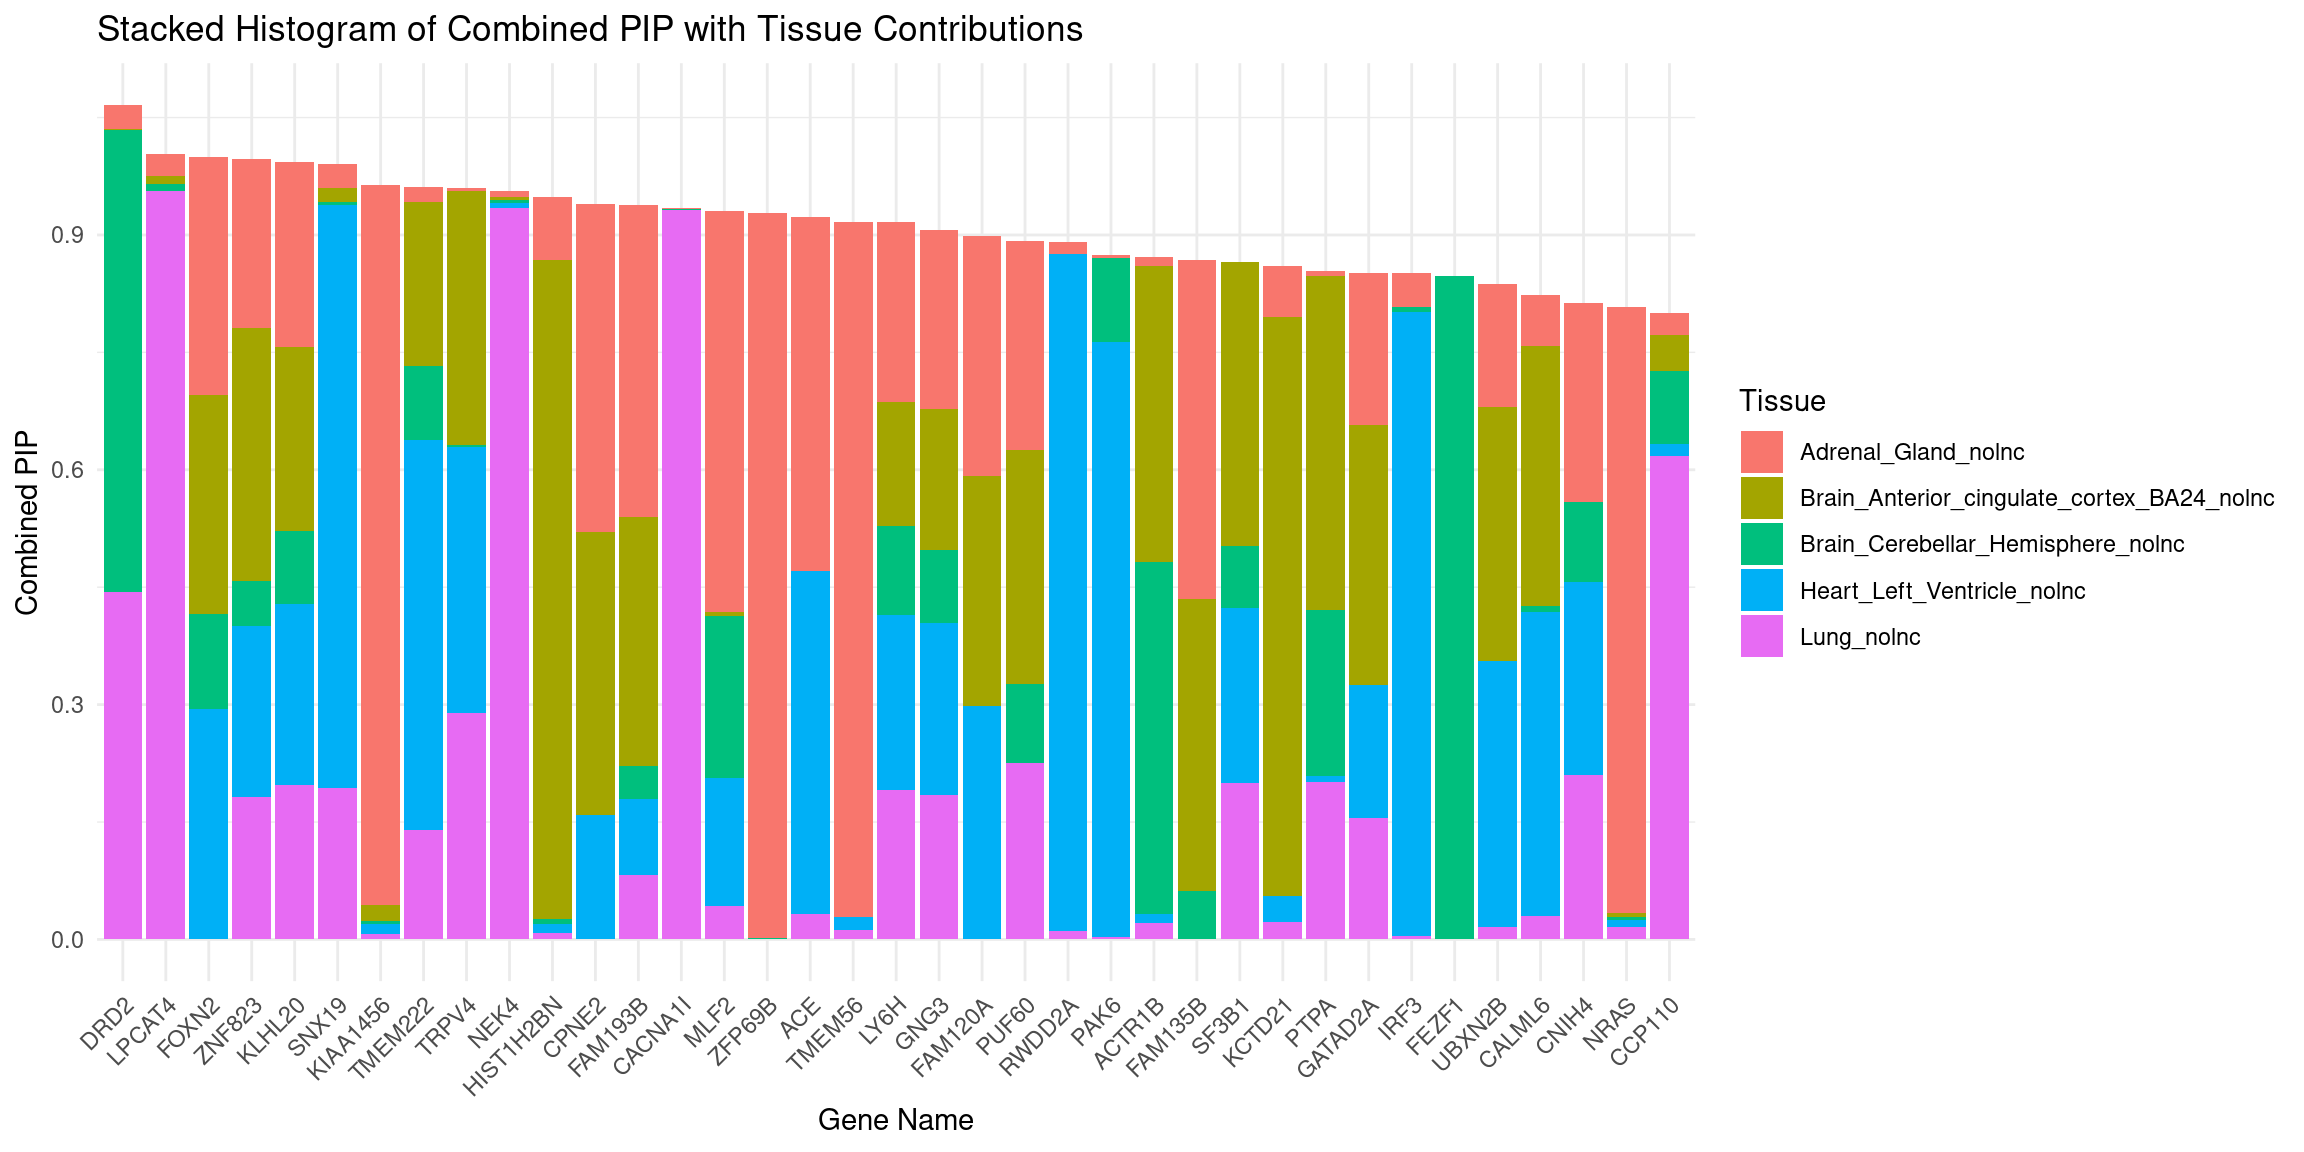 Stacked Histogram of Combined PIP with Tissue Contributions
Combined PIP
0.9
0.6
0.3
0.0
DRD2
LPCAT4
FOXN2
ZNF823
KLHL20
SNX19
KIAA1456
TMEM222
TRPV4
NEK4
HIST1H2BN
CPNE2
FAM193B
CACNA1I
MLF2
ZFP69B
ACE
TMEM56
LY6H
GNG3
FAM120A
PUF60
RWDD2A
PAK6
ACTR1B
FAM135B
SF3B1
KCTD21
PTPA
GATAD2A
IRF3
FEZF1
UBXN2B
CALML6
CNIH4
NRAS
CCP110
Gene Name
Tissue
Adrenal_Gland_nolnc
Brain_Anterior_cingulate_cortex_BA24_nolnc
Brain_Cerebellar_Hemisphere_nolnc
Heart_Left_Ventricle_nolnc
Lung_nolnc